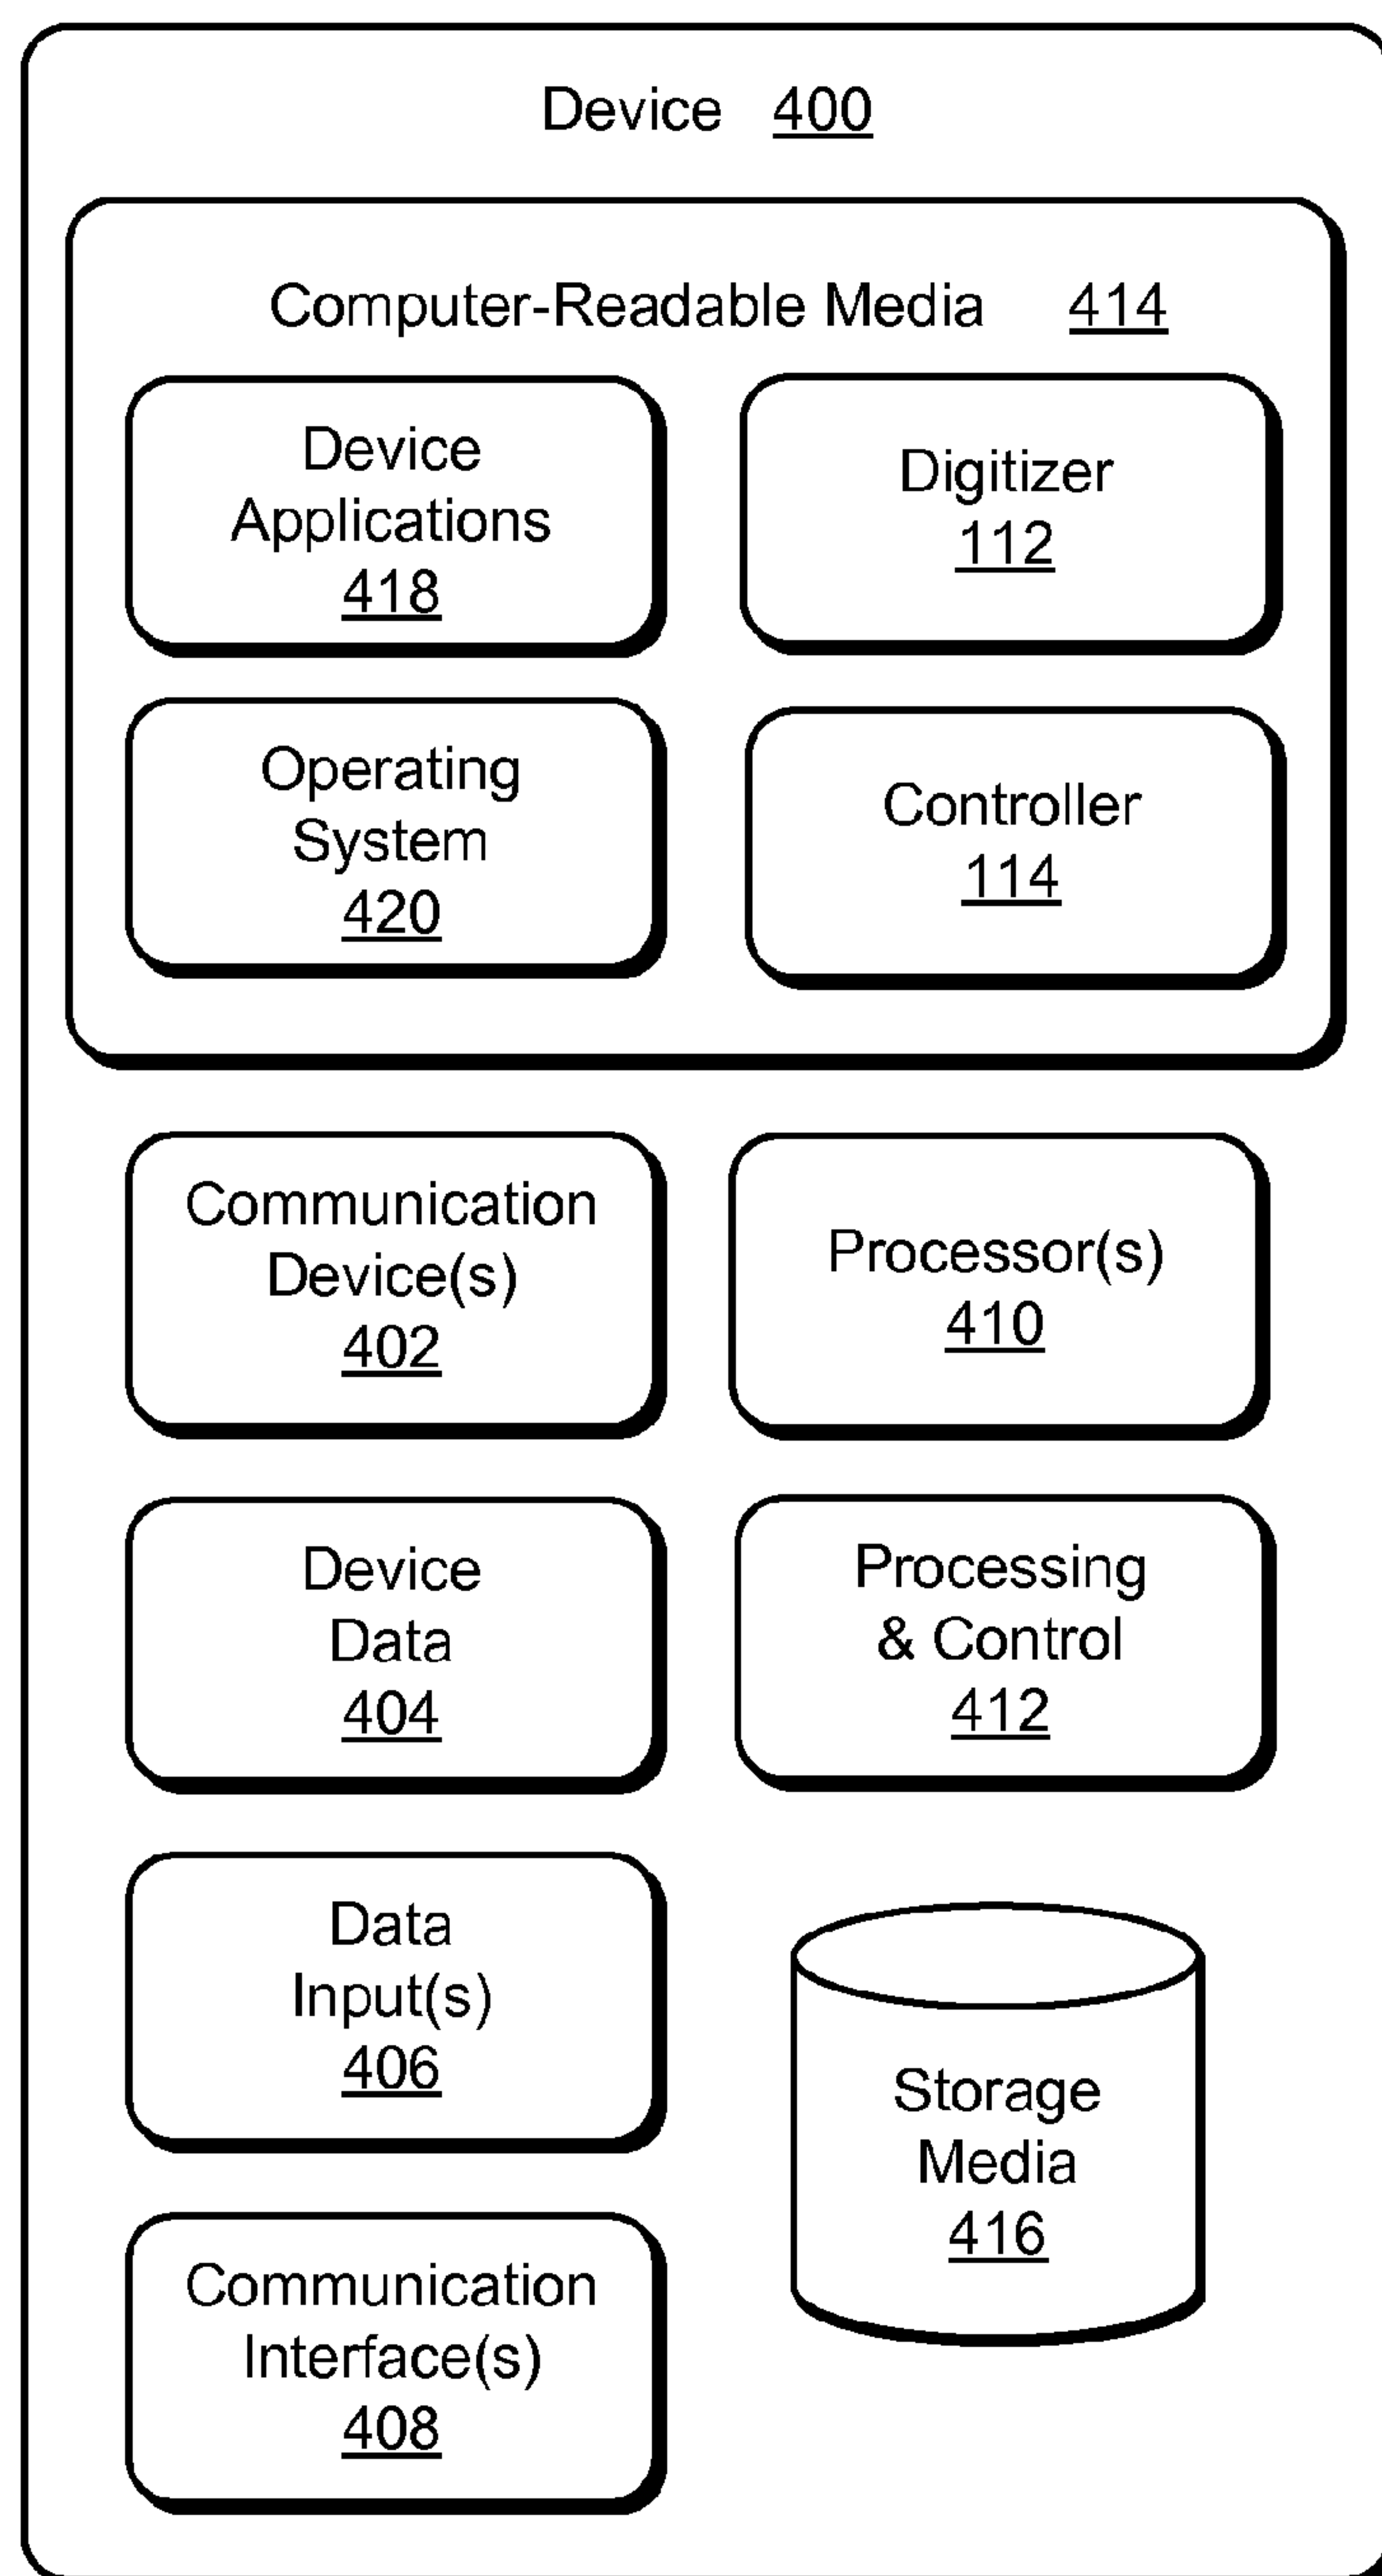 Device 400
Computer-Readable Media 414
Device
Applications
418
Digitizer
112
Operating
System
420
Controller
114
Communication
Device(s)
402
Processor(s)
410
Device
Data
404
Processing
& Control
412
Data
Input(s)
406
Storage
Media
416
Communication
Interface(s)
408